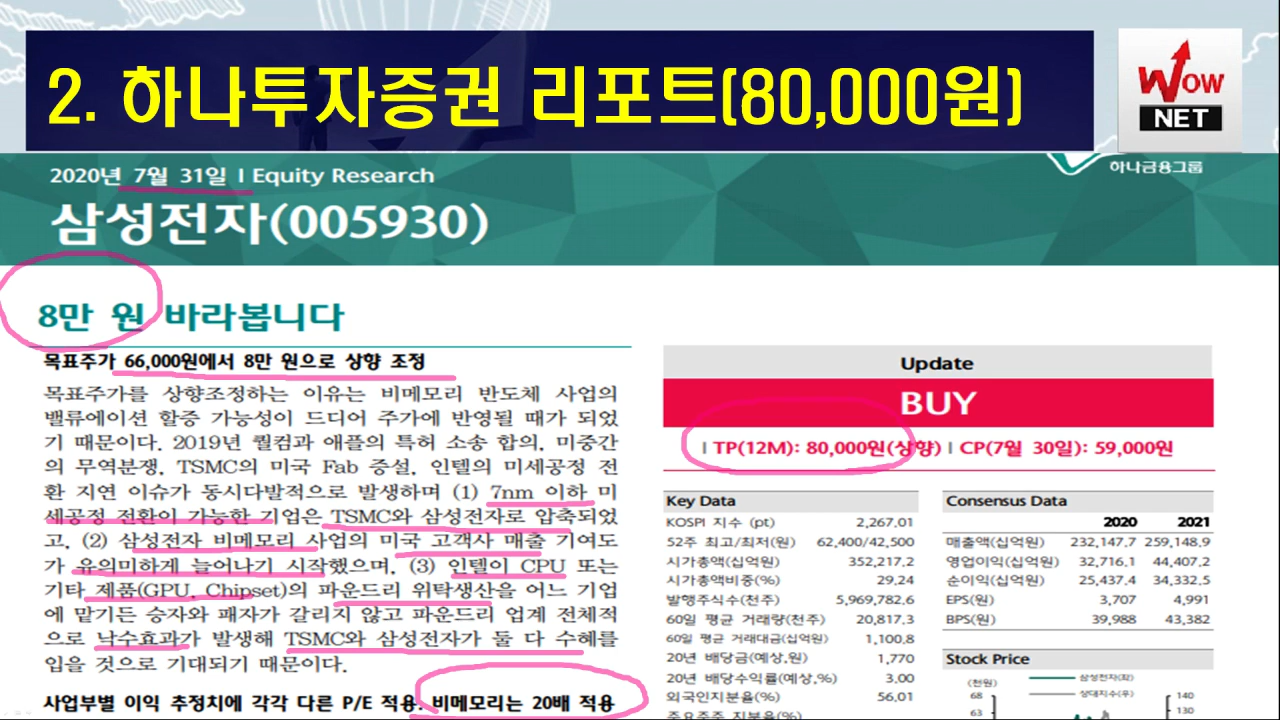 2. 하나투자증권 리포트(80,000원)
WOW
NET
2020년 7월 31일 I Equity Research
하나금융그룹
삼성전자(005930)
8만 원 바라봅니다
목표주가 66,000원에서 8만 원으로 상향 조정
목표주가를 상향조정하는 이유는 비메모리 반도체 사업의
밸류에이션 할증 가능성이 드디어 주가에 반영될 때가 되었
기 때문이다. 2019년 퀄컴과 애플의 특허 소송 합의, 미중간
의 무역분쟁, TSMC의 미국 Fab 증설, 인텔의 미세공정 전
환 지연 이슈가 동시다발적으로 발생하며 (1) 7nm 이하 미
세공정 전환이 가능한 기업은 TSMC와 삼성전자로 압축되었
고, (2) 삼성전자 비메모리 사업의 미국 고객사 매출 기여도
가 유의미하게 늘어나기 시작했으며, (3) 인텔이 CPU 또는
기타 제품(GPU, Chipset)의 파운드리 위탁생산을 어느 기업
에 맡기든 승자와 패자가 갈리지 않고 파운드리 업계 전체적
으로 낙수효과가 발생해 TSMC와 삼성전자가 둘 다 수혜를
입을 것으로 기대되기 때문이다.
사업부별 이익 추정치에 각각 다른 P/E 적용. 비메모리는 20배 적용
Update
BUY
I TP(12M): 80,000원(상향) I CP(7월 30일): 59,000원
Key Data
KOSPI 지수 (pt) 2,267.01
52주 최고/최저(원) 62,400/42,500
시가총액(십억원) 352,217.2
시가총액비중(%) 29.24
발행주식수(천주) 5,969,782.6
60일 평균 거래량(천주) 20,817.3
60일 평균 거래대금(십억원) 1,100.8
20년 배당금(예상,원) 1,770
20년 배당수익률(예상,%) 3.00
외국인지분율(%) 56.01
주요주주 지분율(%)
Consensus Data
2020 2021
매출액(십억원) 232,147.7 259,148.9
영업이익(십억원) 32,716.1 44,407.2
순이익(십억원) 25,437.4 34,332.5
EPS(원) 3,707 4,991
BPS(원) 39,988 43,382
Stock Price
(천원) 삼성전자(좌)
68 상대지수(우) 140
63 130